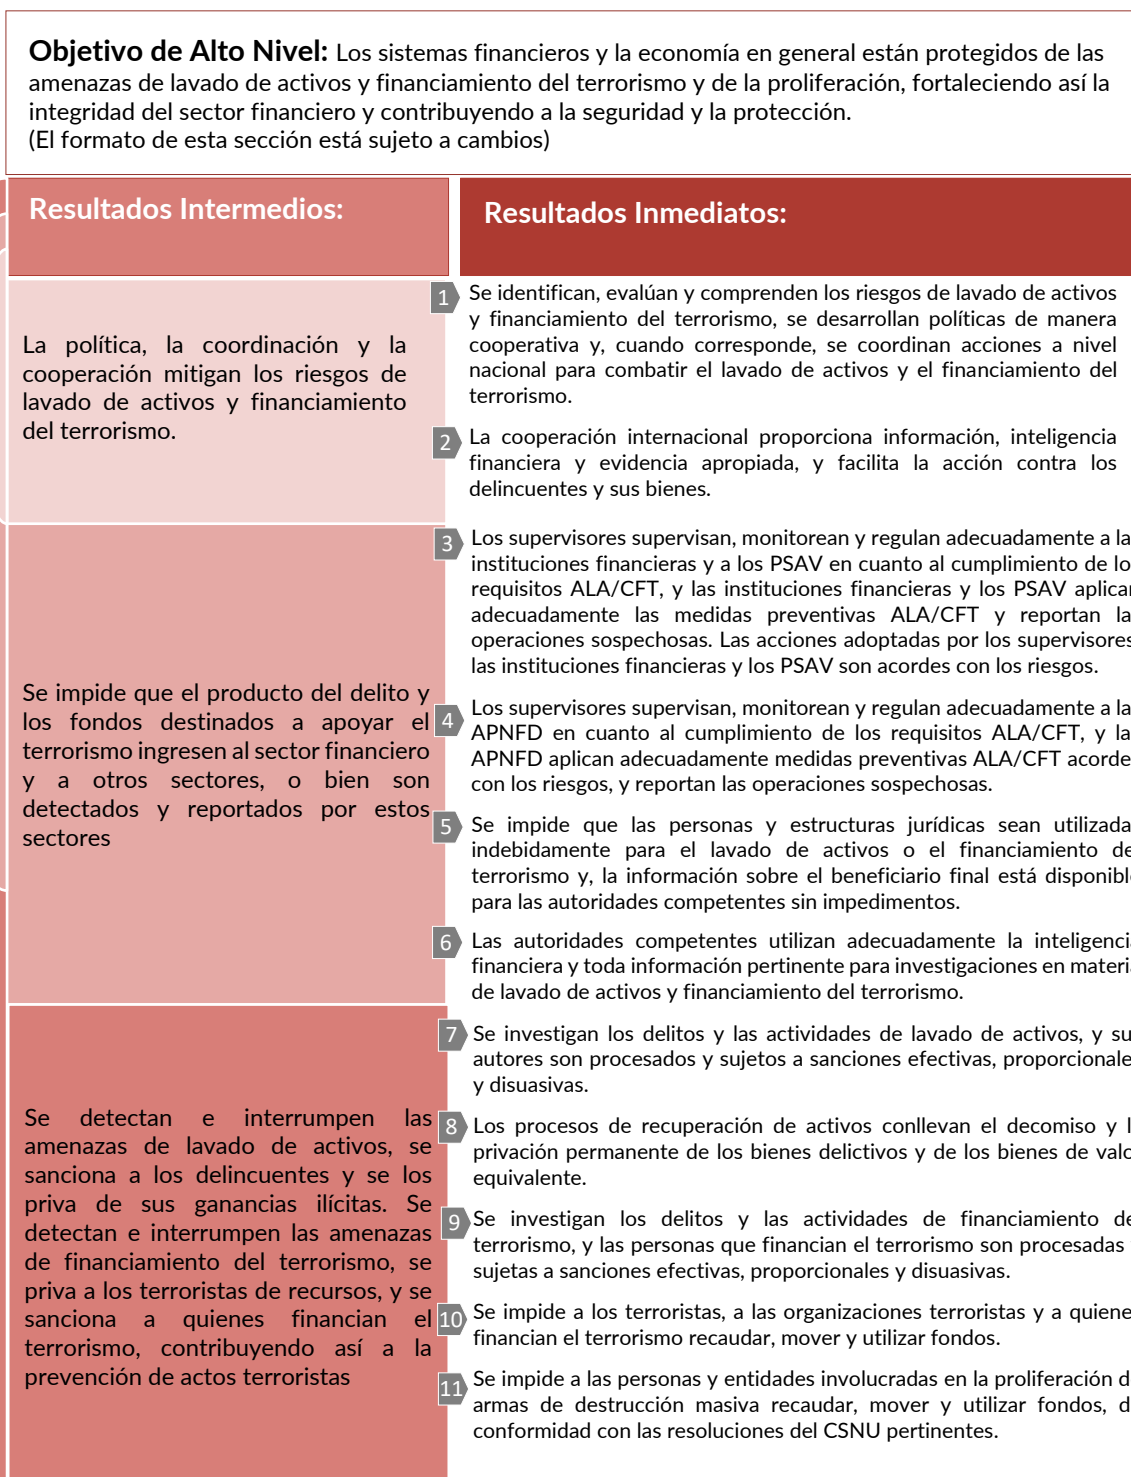 Objetivo de Alto Nivel: Los sistemas financieros y la economía en general están protegidos de las
amenazas de lavado de activos y financiamiento del terrorismo y de la proliferación, fortaleciendo así la
integridad del sector financiero y contribuyendo a la seguridad y la protección.
(El formato de esta sección está sujeto a cambios)
Resultados Intermedios:
Resultados Inmediatos:
La política, la coordinación y la
cooperación mitigan los riesgos de
lavado de activos y financiamiento
del terrorismo.
1
Se identifican, evalúan y comprenden los riesgos de lavado de activos
y financiamiento del terrorismo, se desarrollan políticas de manera
cooperativa y, cuando corresponde, se coordinan acciones a nivel
nacional para combatir el lavado de activos y el financiamiento del
terrorismo.
2
La cooperación internacional proporciona información, inteligencia
financiera y evidencia apropiada, y facilita la acción contra los
delincuentes y sus bienes.
Se impide que el producto del delito y
los fondos destinados a apoyar el
terrorismo ingresen al sector financiero
y a otros sectores, o bien son
detectados y reportados por estos
sectores
3
Los supervisores supervisan, monitorean y regulan adecuadamente a la
instituciones financieras y a los PSAV en cuanto al cumplimiento de lo
requisitos ALA/CFT, y las instituciones financieras y los PSAV aplican
adecuadamente las medidas preventivas ALA/CFT y reportan la
operaciones sospechosas. Las acciones adoptadas por los supervisores
las instituciones financieras y los PSAV son acordes con los riesgos.
4
Los supervisores supervisan, monitorean y regulan adecuadamente a la
APNFD en cuanto al cumplimiento de los requisitos ALA/CFT, y la
APNFD aplican adecuadamente medidas preventivas ALA/CFT acorde
con los riesgos, y reportan las operaciones sospechosas.
5
Se impide que las personas y estructuras jurídicas sean utilizada
indebidamente para el lavado de activos o el financiamiento de
terrorismo y, la información sobre el beneficiario final está disponible
para las autoridades competentes sin impedimentos.
6
Las autoridades competentes utilizan adecuadamente la inteligencia
financiera y toda información pertinente para investigaciones en materia
de lavado de activos y financiamiento del terrorismo.
Se detectan e interrumpen las
amenazas de lavado de activos, se
sanciona a los delincuentes y se los
priva de sus ganancias ilícitas. Se
detectan e interrumpen las amenazas
de financiamiento del terrorismo, se
priva a los terroristas de recursos, y se
sanciona a quienes financian el
terrorismo, contribuyendo así a la
prevención de actos terroristas
7
Se investigan los delitos y las actividades de lavado de activos, y su
autores son procesados y sujetos a sanciones efectivas, proporcionale
y disuasivas.
8
Los procesos de recuperación de activos conllevan el decomiso y l
privación permanente de los bienes delictivos y de los bienes de valo
equivalente.
9
Se investigan los delitos y las actividades de financiamiento de
terrorismo, y las personas que financian el terrorismo son procesadas
sujetas a sanciones efectivas, proporcionales y disuasivas.
10
Se impide a los terroristas, a las organizaciones terroristas y a quiene
financian el terrorismo recaudar, mover y utilizar fondos.
11
Se impide a las personas y entidades involucradas en la proliferación d
armas de destrucción masiva recaudar, mover y utilizar fondos, d
conformidad con las resoluciones del CSNU pertinentes.